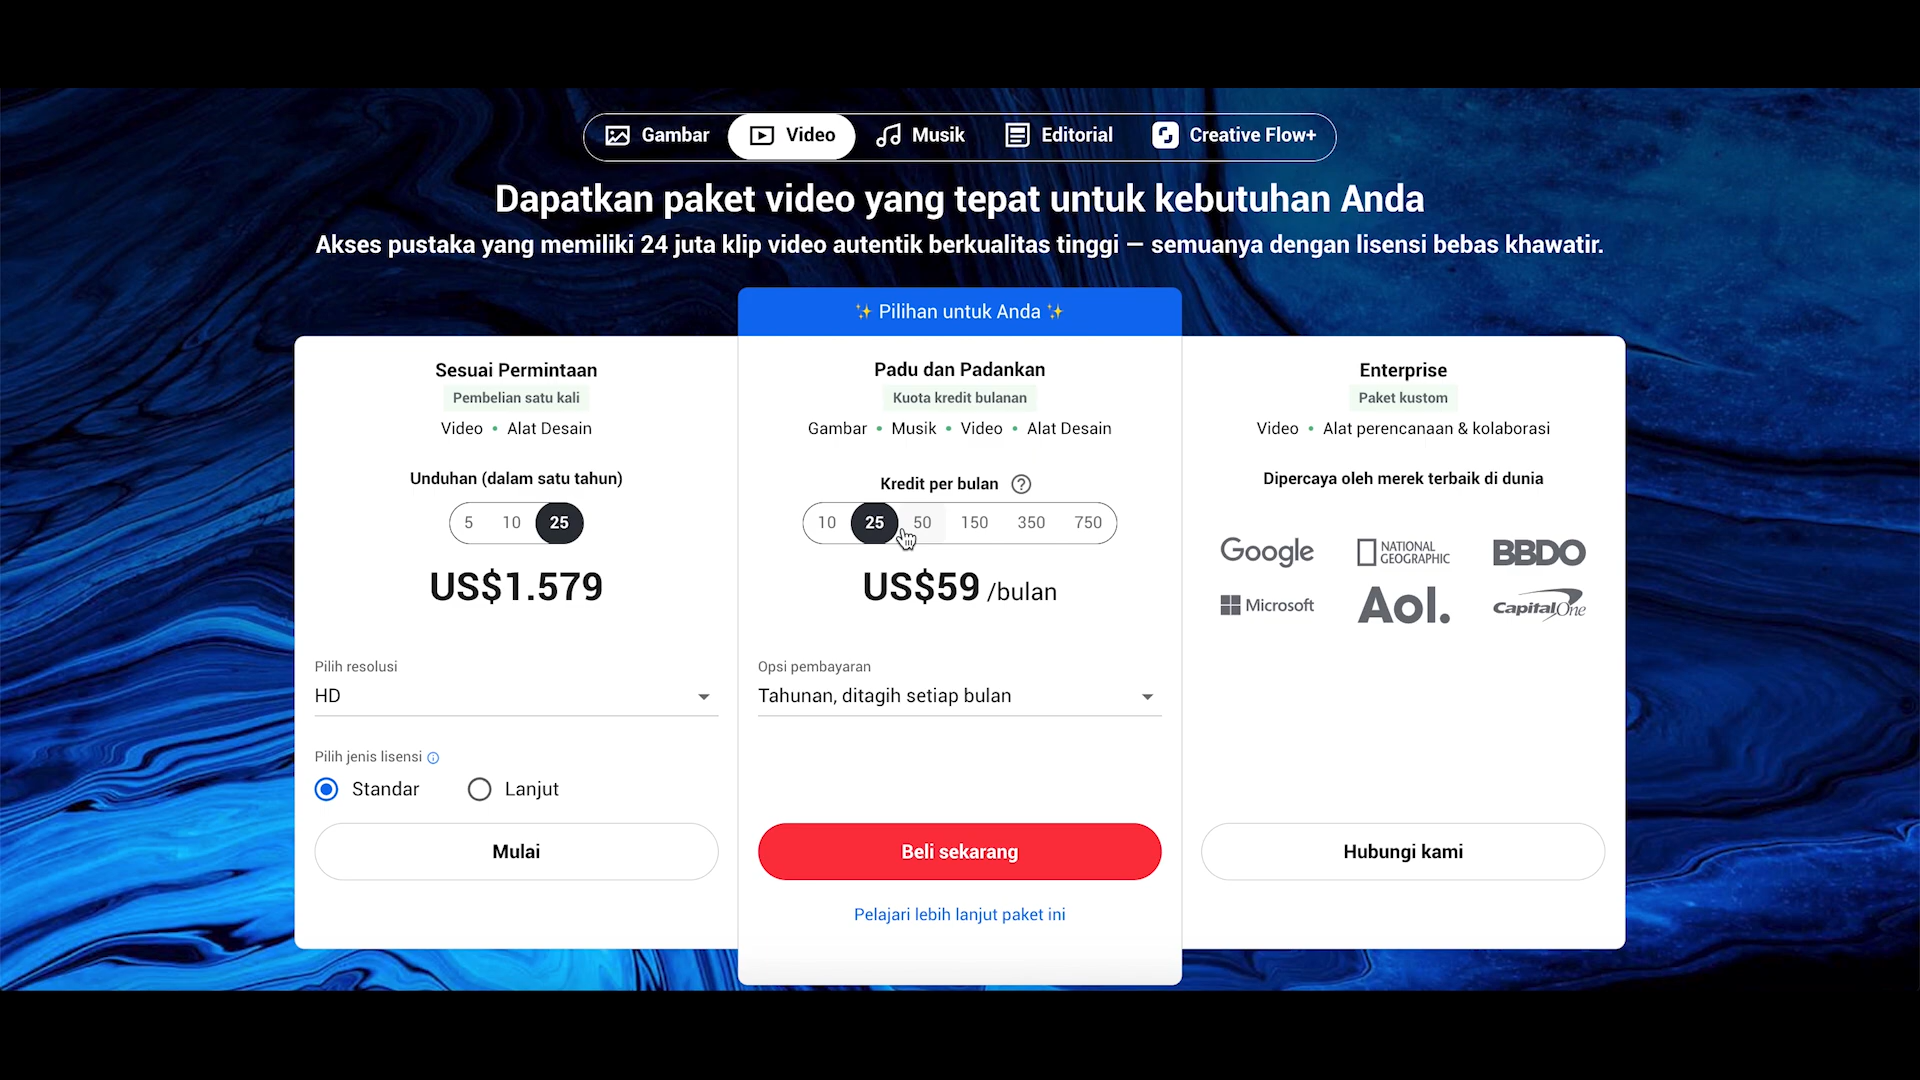 Gambar
Video
Musik
Editorial
Creative Flow+
Dapatkan paket video yang tepat untuk kebutuhan Anda
Akses pustaka yang memiliki 24 juta klip video autentik berkualitas tinggi — semuanya dengan lisensi bebas khawatir.
✨ Pilihan untuk Anda ✨
Sesuai Permintaan
Pembelian satu kali
Video • Alat Desain
Unduhan (dalam satu tahun)
5 10 25
US$1.579
Pilih resolusi
HD
Pilih jenis lisensi
Standar
Lanjut
Mulai
Padu dan Padankan
Kuota kredit bulanan
Gambar • Musik • Video • Alat Desain
Kredit per bulan
10 25 50 150 350 750
US$59 /bulan
Opsi pembayaran
Tahunan, ditagih setiap bulan
Beli sekarang
Pelajari lebih lanjut paket ini
Enterprise
Paket kustom
Video • Alat perencanaan & kolaborasi
Dipercaya oleh merek terbaik di dunia
Google
NATIONAL
GEOGRAPHIC
BBDO
Microsoft
Aol.
CapitalOne
Hubungi kami